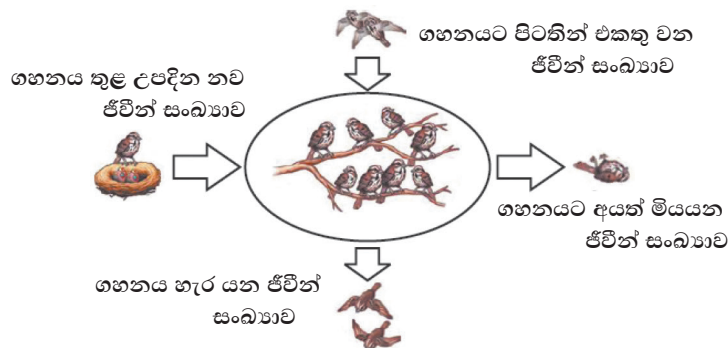 ගහනයට පිටතින් එකතු වන
ජීවීන් සංඛ්‍යාව
ගහනය තුළ උපදින නව
ජීවීන් සංඛ්‍යාව
ගහනයට අයත් මියයන
ජීවීන් සංඛ්‍යාව
ගහනය හැර යන ජීවීන්
සංඛ්‍යාව